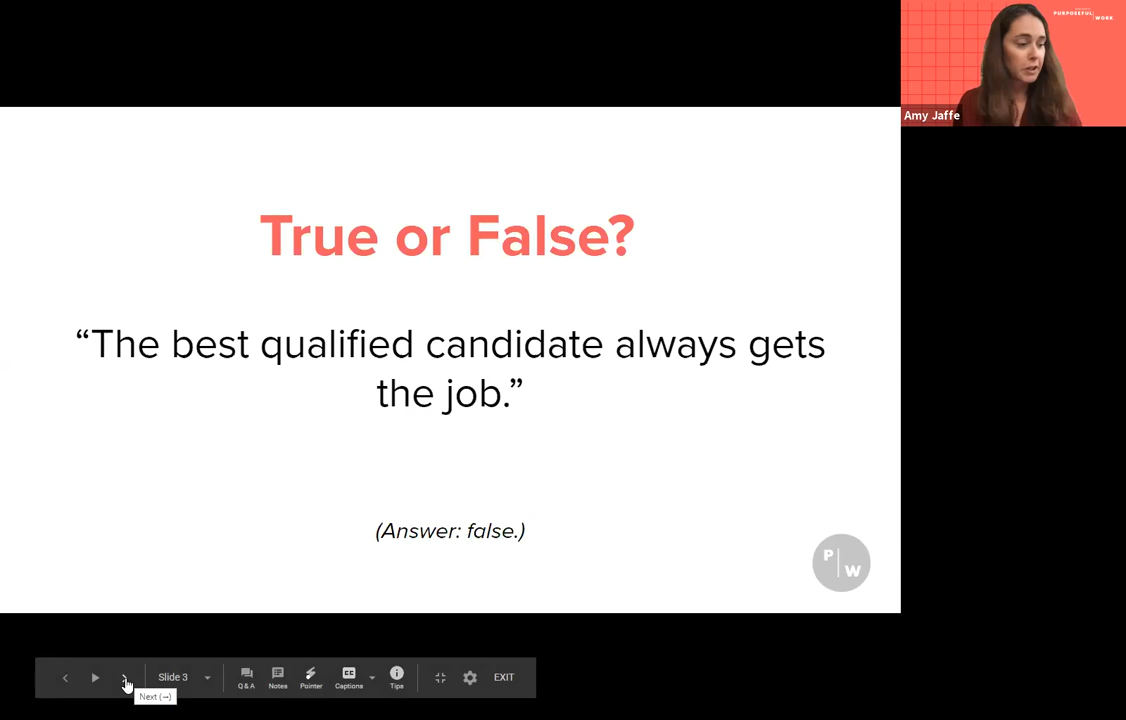 PURPOSEFUL WORK
Amy Jaffe
True or False?
“The best qualified candidate always gets
the job.”
(Answer: false.)
P W
Slide 3
Q & A
Notes
Pointer
CC
Captions
Tips
EXIT
Next (→)